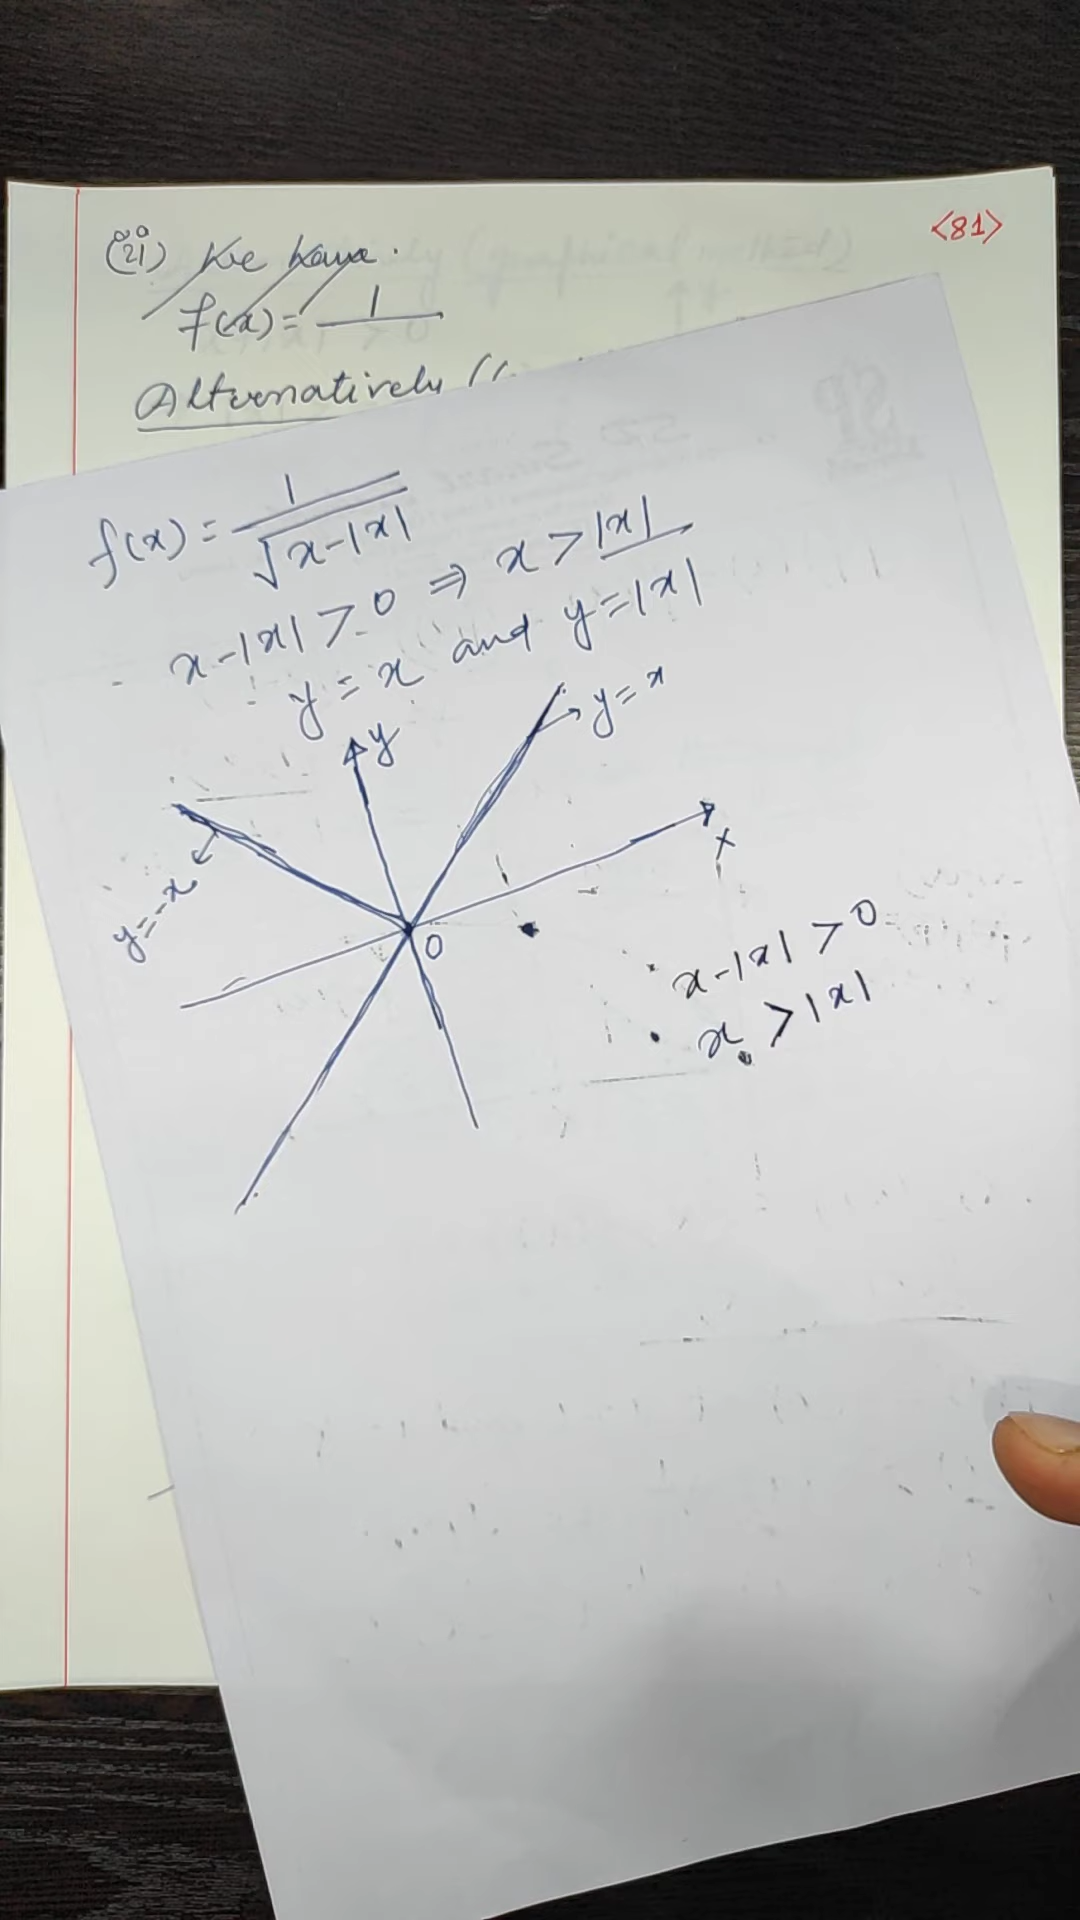 <81>
(21) We have.
f(x) = 1
Alternatively
f(x) = 1/√x-|x|
x-|x| > 0 ⇒ x > |x|
y = x and y = |x|
y
y = x
y = -x
X
O
x-|x| > 0
x > |x|